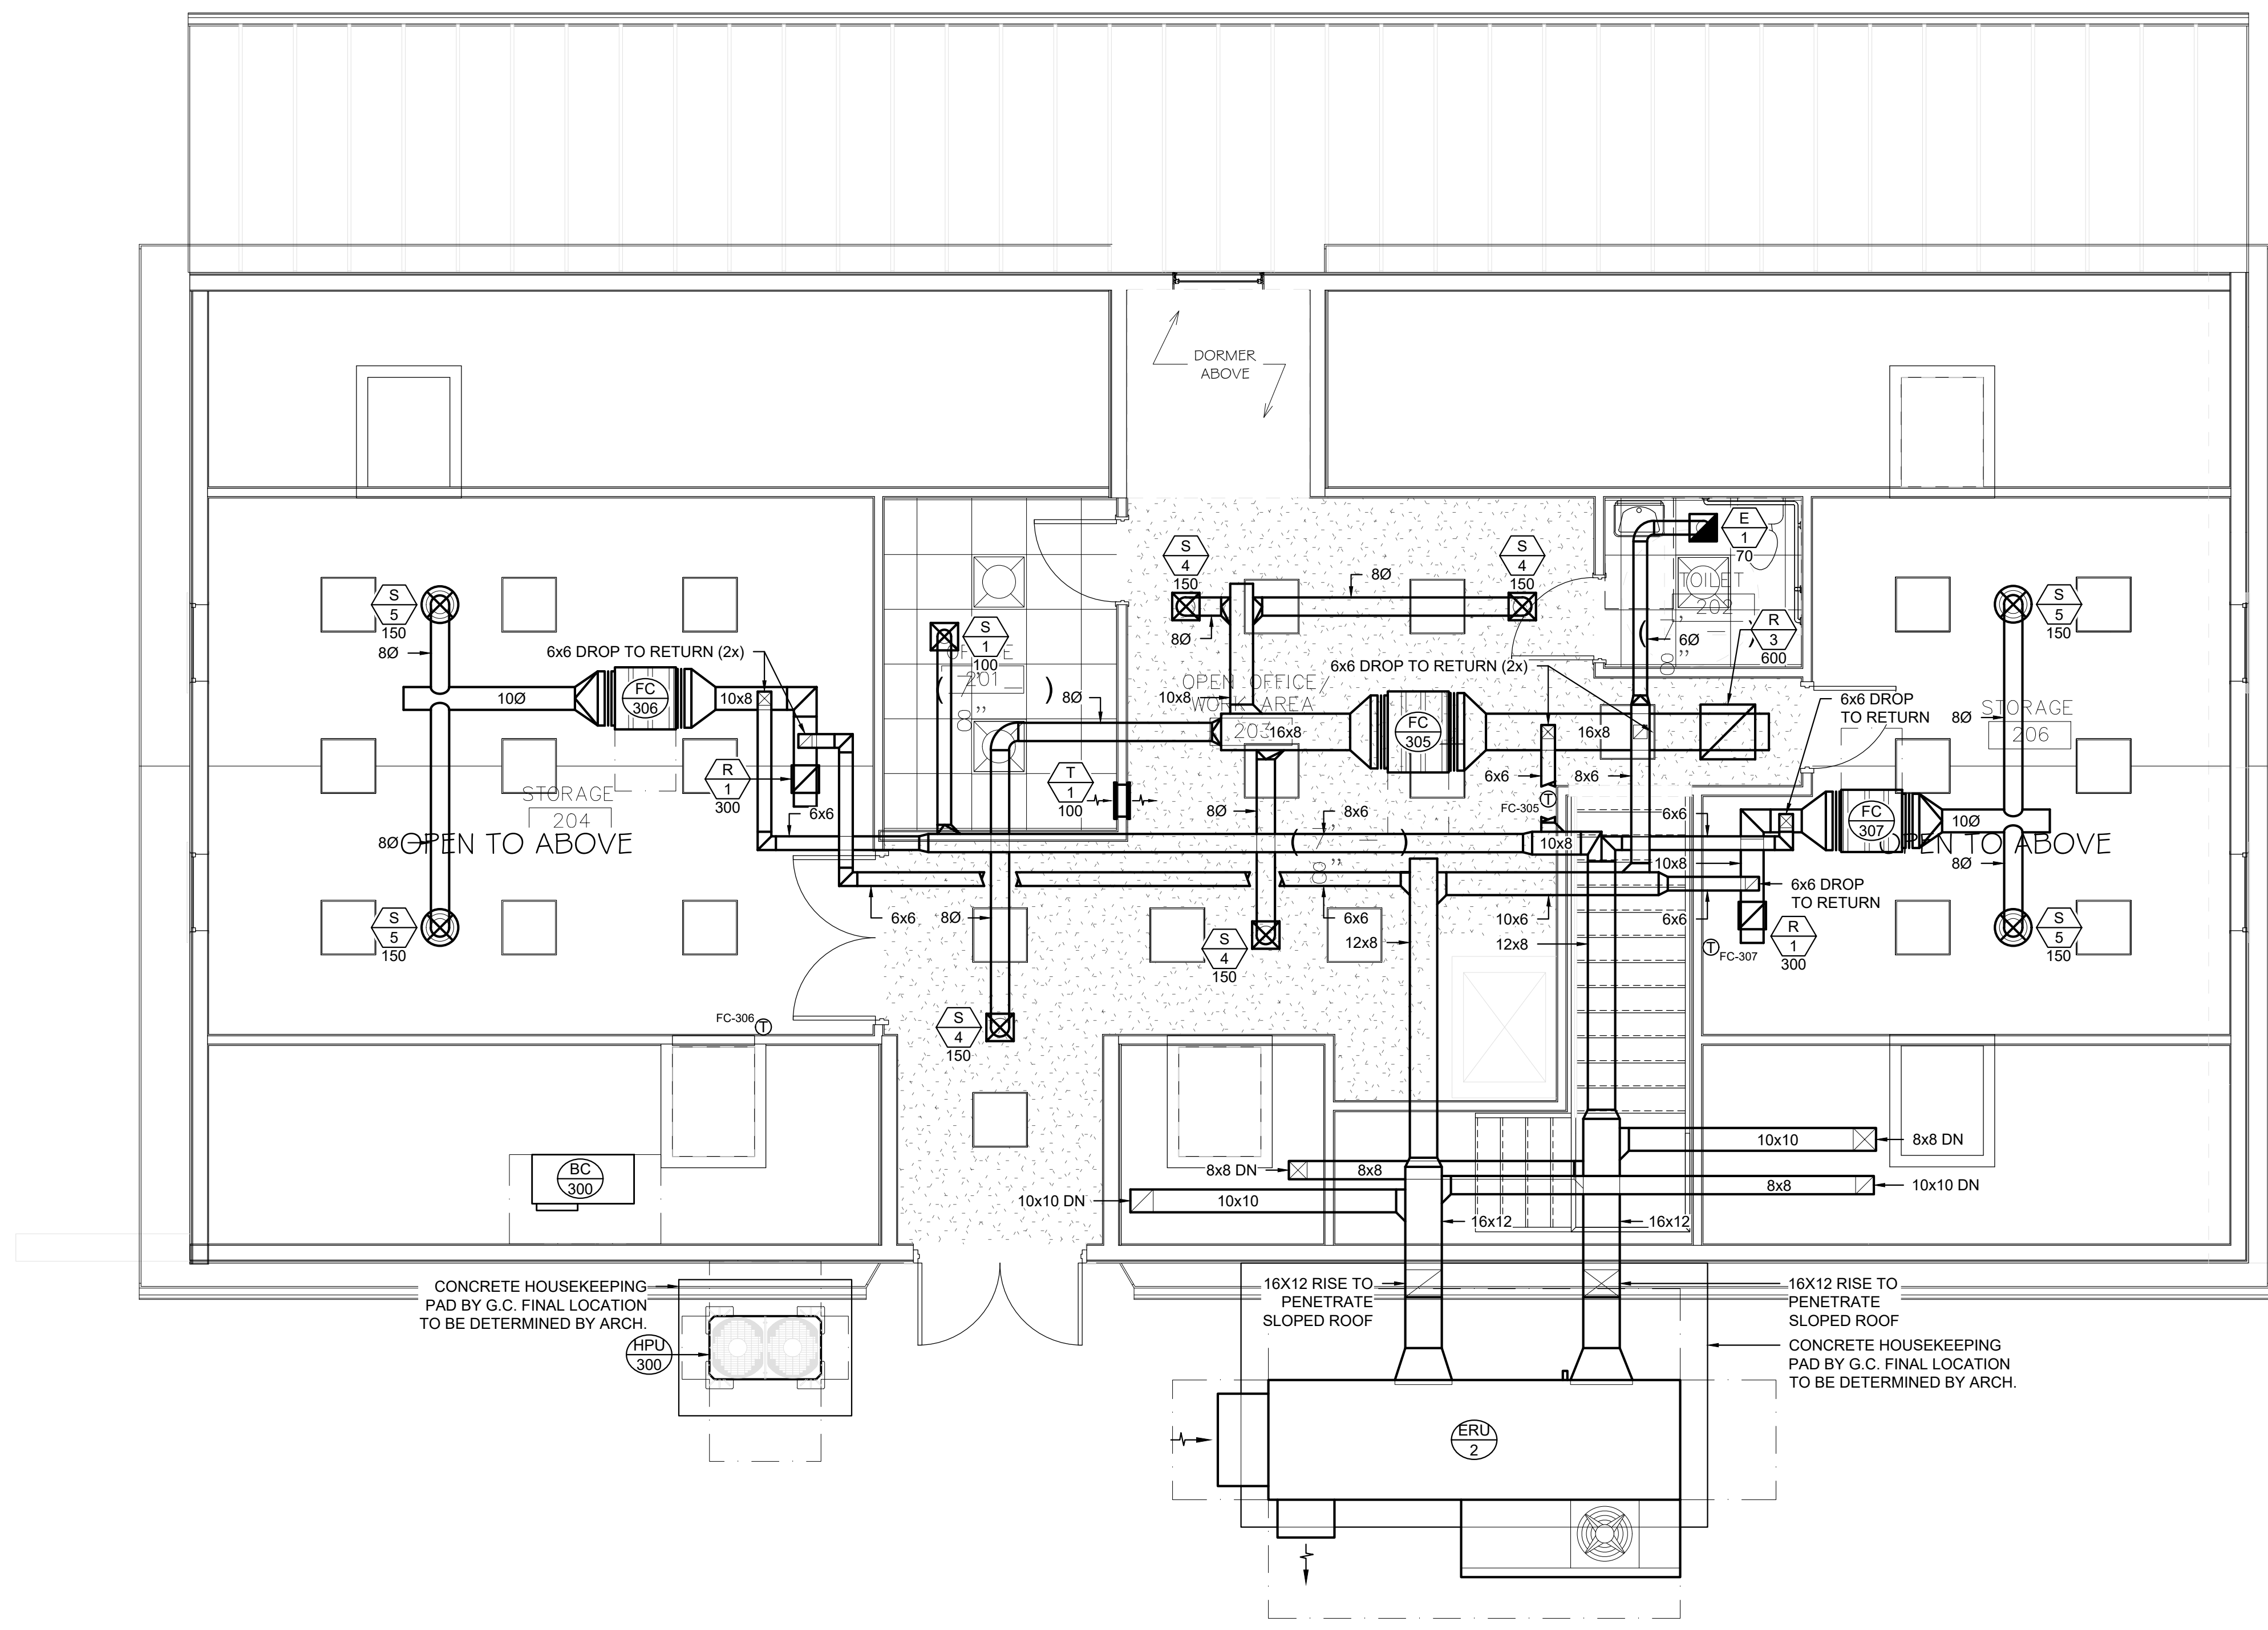 DORMER
ABOVE
S
4
150
S
4
150
E
1
70
8Ø
TOILET
202
S
5
150
S
5
150
8Ø
6x6 DROP TO RETURN (2x)
8Ø
S
1
100
OFFICE
201
7'
8"
6Ø
R
3
600
6x6 DROP TO RETURN (2x)
FC
306
10Ø
10x8
8Ø
10x8
OPEN OFFICE/
WORK AREA
203
16x8
FC
305
16x8
6x6 DROP
TO RETURN
8Ø
STORAGE
206
R
1
300
T
1
100
6x6
8x6
FC-305
T
STORAGE
204
6x6
8Ø
8x6
6x6
FC
307
10Ø
8Ø
OPEN TO ABOVE
10x8
10x8
OPEN TO ABOVE
8Ø
8"
6x6 DROP
TO RETURN
S
5
150
6x6
8Ø
6x6
10x6
6x6
S
4
150
12x8
12x8
T
FC-307
R
1
300
S
5
150
FC-306
T
S
4
150
BC
300
8x8 DN
8x8
10x10
8x8 DN
10x10 DN
10x10
8x8
10x10 DN
16x12
16x12
CONCRETE HOUSEKEEPING
PAD BY G.C. FINAL LOCATION
TO BE DETERMINED BY ARCH.
HPU
300
16X12 RISE TO
PENETRATE
SLOPED ROOF
16X12 RISE TO
PENETRATE
SLOPED ROOF
CONCRETE HOUSEKEEPING
PAD BY G.C. FINAL LOCATION
TO BE DETERMINED BY ARCH.
ERU
2